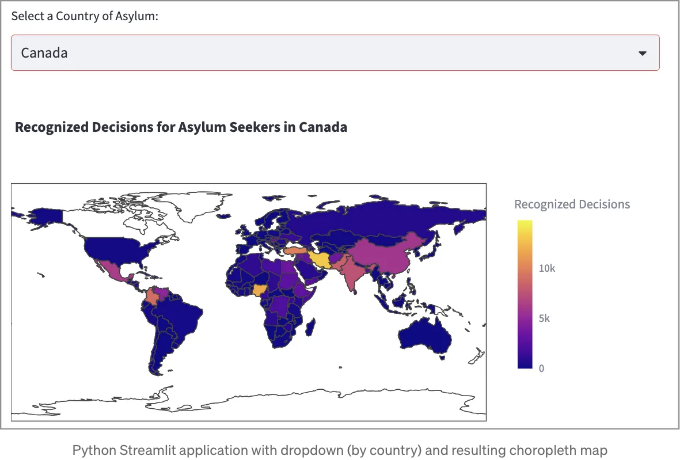 Select a Country of Asylum:
Canada
Recognized Decisions for Asylum Seekers in Canada
Recognized Decisions
10k
5k
0
Python Streamlit application with dropdown (by country) and resulting choropleth map